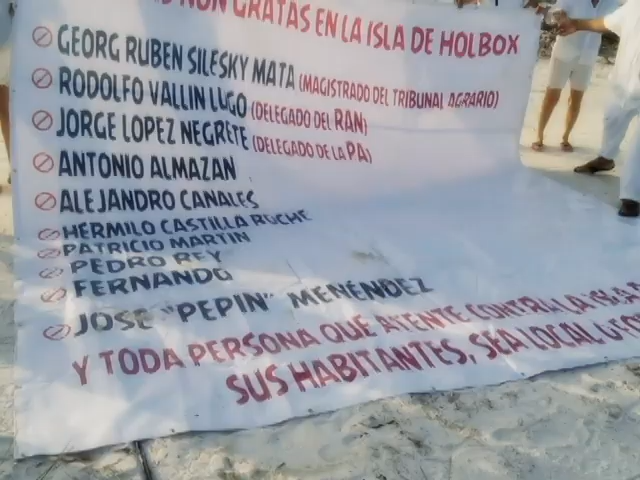 NON GRATAS EN LA ISLA DE HOLBOX
GEORG RUBEN SILESKY MATA (MAGISTRADO DEL TRIBUNAL AGRARIO)
RODOLFO VALLIN LUGO (DELEGADO DEL RAN)
JORGE LOPEZ NEGRETE (DELEGADO DE LA PA)
ANTONIO ALMAZAN
ALEJANDRO CANALES
HERMILO CASTILLA ROCHE
PATRICIO MARTIN
PEDRO REY
FERNANDO
JOSE "PEPIN" MENENDEZ
Y TODA PERSONA QUE ATENTE CONTRA LA ISLA
SUS HABITANTES, SEA LOCAL O